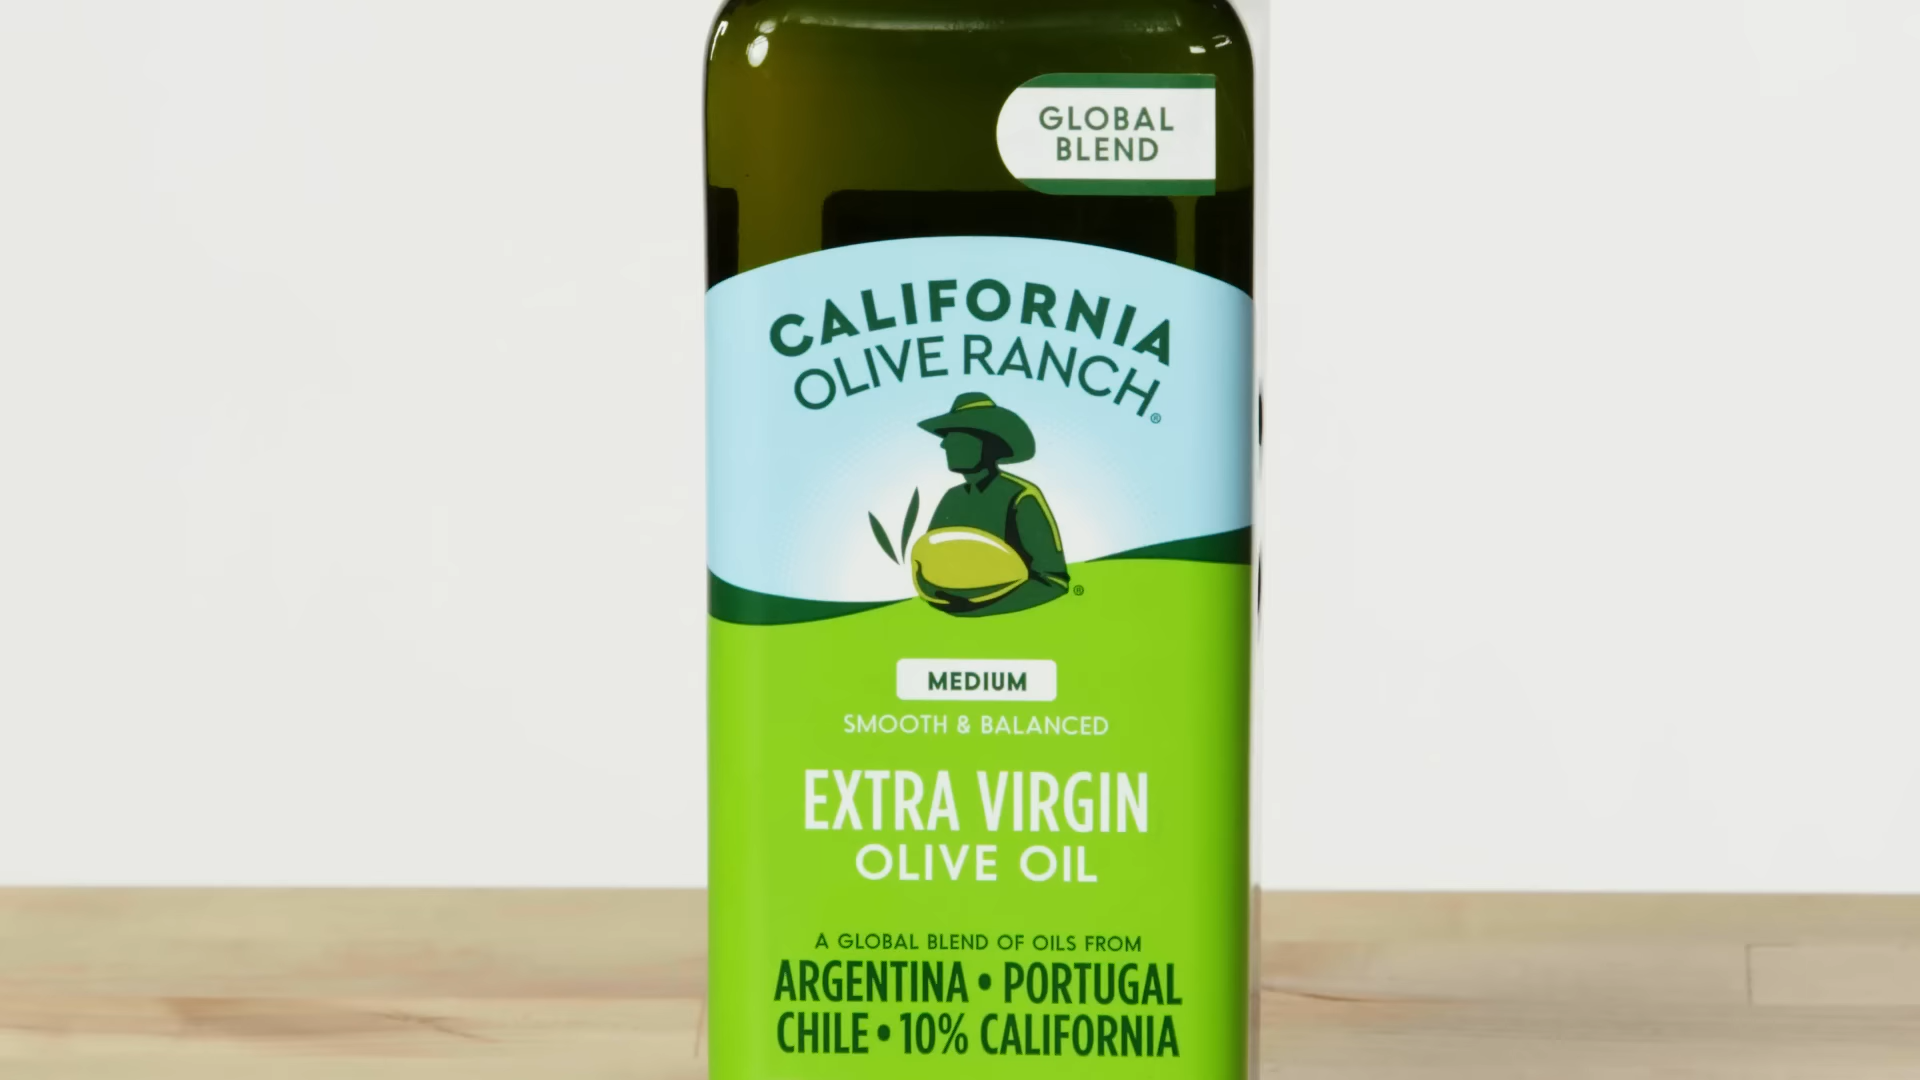 GLOBAL
BLEND
CALIFORNIA
OLIVE RANCH®
®
MEDIUM
SMOOTH & BALANCED
EXTRA VIRGIN
OLIVE OIL
A GLOBAL BLEND OF OILS FROM
ARGENTINA • PORTUGAL
CHILE • 10% CALIFORNIA